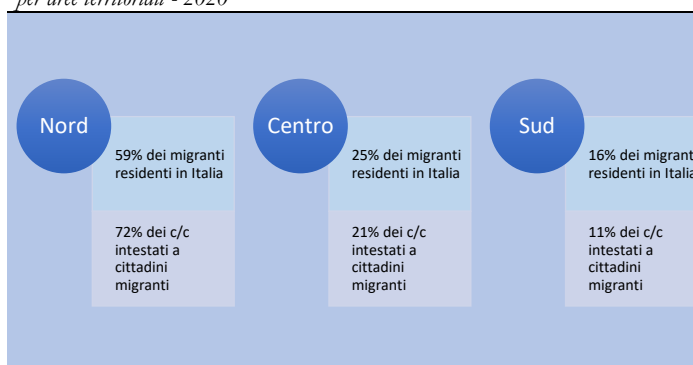 per aree territoriali - 2020
Nord
59% dei migranti
residenti in Italia
72% dei c/c
intestati a
cittadini
migranti
Centro
25% dei migranti
residenti in Italia
21% dei c/c
intestati a
cittadini
migranti
Sud
16% dei migrant
residenti in Italia
11% dei c/c
intestati a
cittadini
migranti